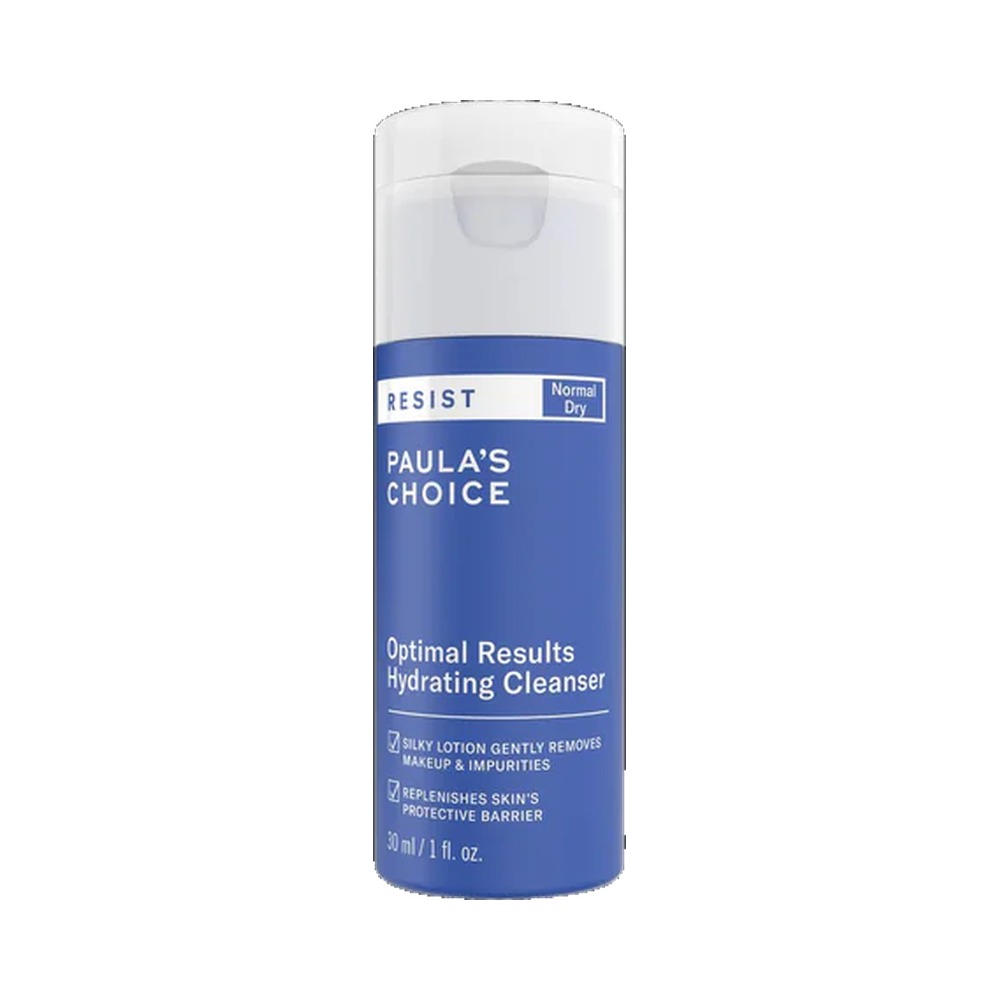 RESIST
Normal
Dry
PAULA'S
CHOICE
Optimal Results
Hydrating Cleanser
SILKY LOTION GENTLY REMOVES
MAKEUP & IMPURITIES
REPLENISHES SKIN'S
PROTECTIVE BARRIER
30 ml / 1 fl. oz.